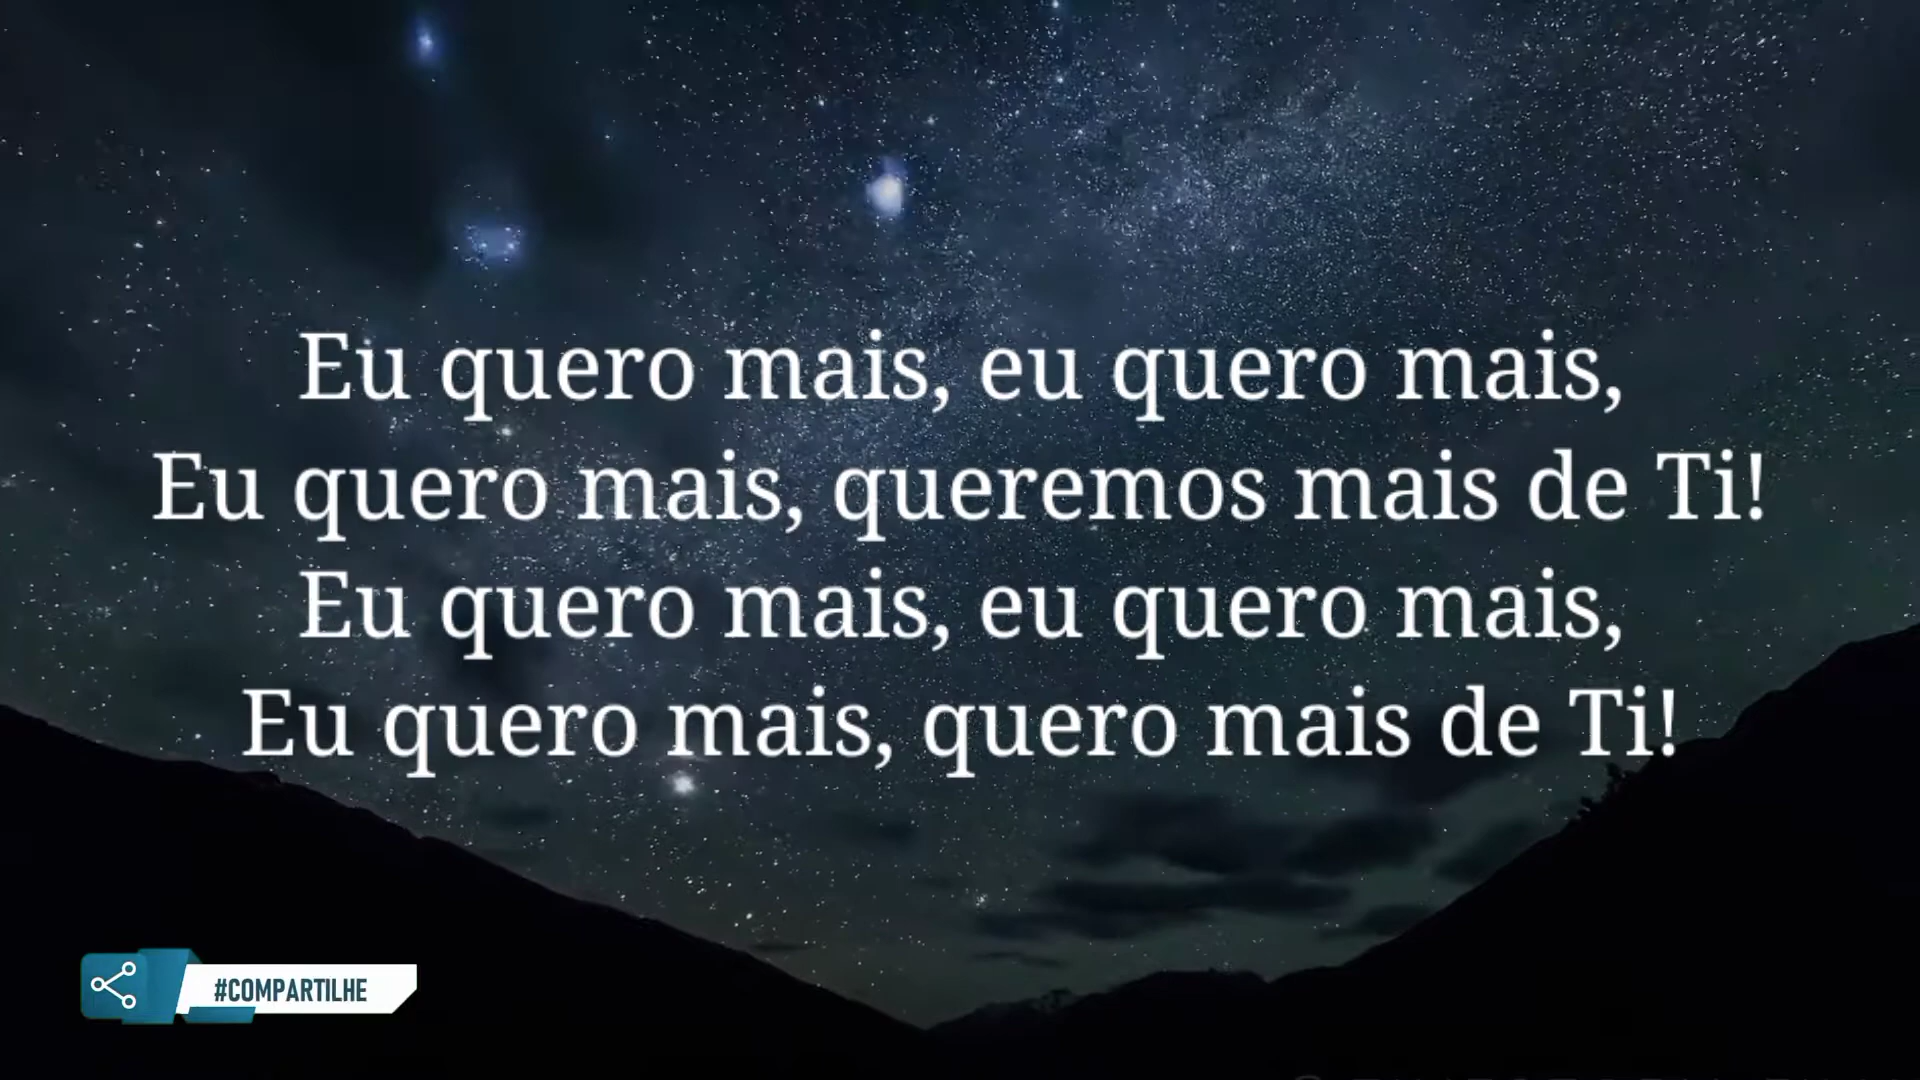 Eu quero mais, eu quero mais,
Eu quero mais, queremos mais de Ti!
Eu quero mais, eu quero mais,
Eu quero mais, quero mais de Ti!
#COMPARTILHE